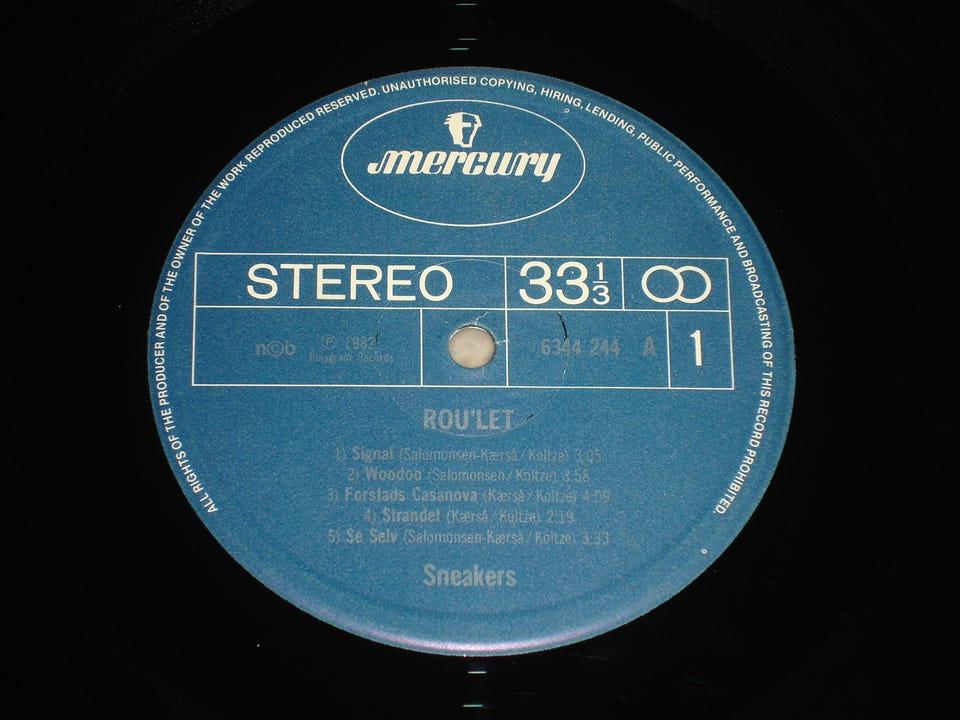 ALL RIGHTS OF THE PRODUCER AND OF THE OWNER OF THE WORK REPRODUCED RESERVED. UNAUTHORISED COPYING, HIRING, LENDING, PUBLIC PERFORMANCE AND BROADCASTING OF THIS RECORD PROHIBITED.
mercury
STEREO 33 1/3
n©b ℗ 1982 6344 244 A 1
Polygram Records
ROU'LET
1) Signal (Salomonsen-Kærså/Koltze) 3:05
2) Woodoo (Salomonsen/Koltze) 3:58
3) Forstads Casanova (Kærså/Koltze) 4:09
4) Strandet (Kærså/Koltze) 2:19
5) Se Selv (Salomonsen-Kærså/Koltze) 3:33
Sneakers